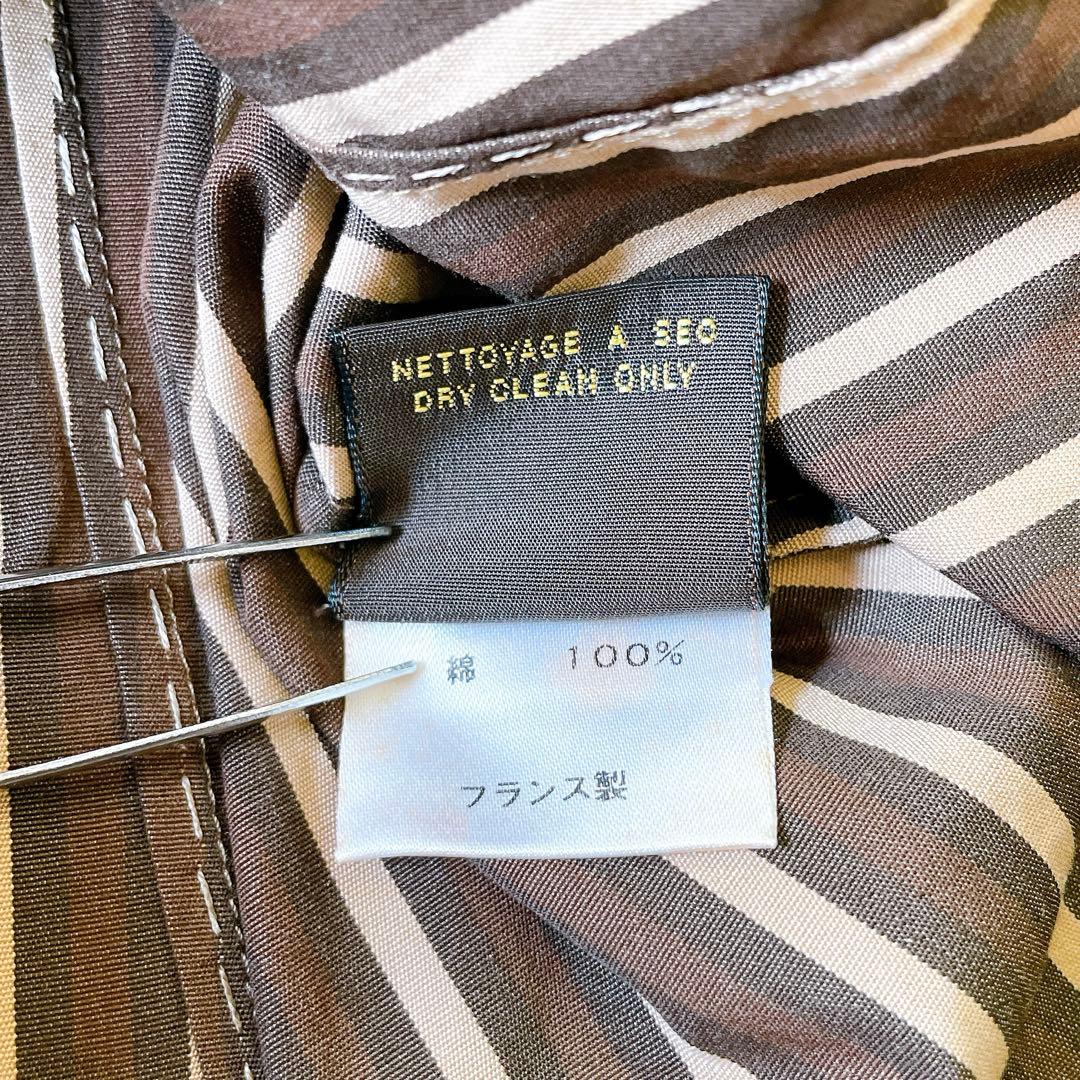 NETTOYAGE A SEC
DRY CLEAN ONLY
綿 100%
フランス製